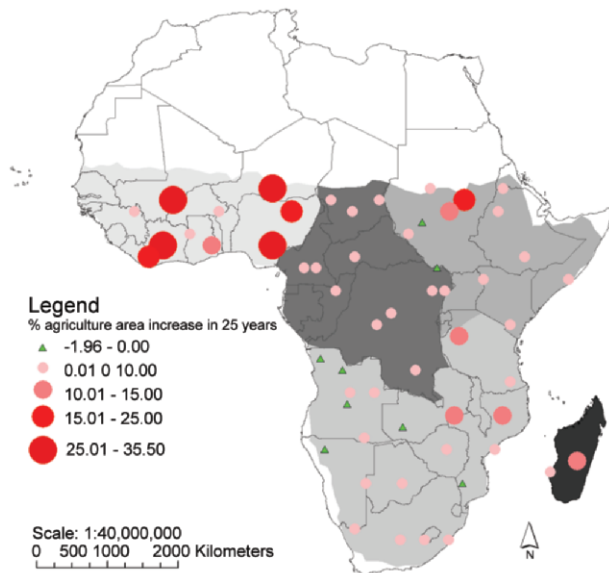 Legend
% agriculture area increase in 25 years
-1.96 - 0.00
0.01 0 10.00
10.01 - 15.00
15.01 - 25.00
25.01 - 35.50
Scale: 1:40,000,000
0 500 1000 2000 Kilometers
N